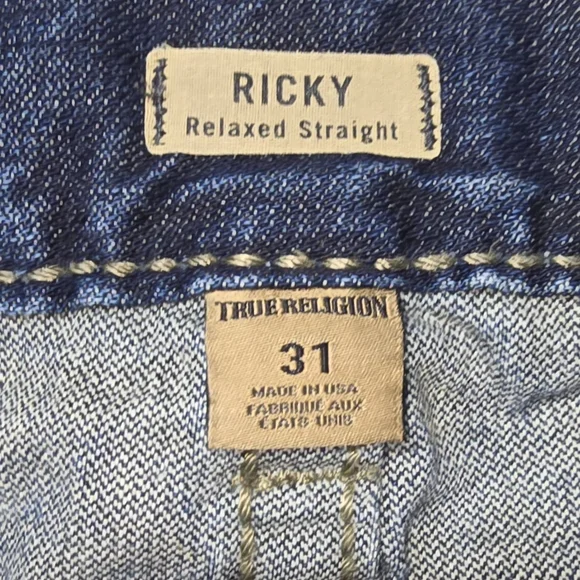 RICKY
Relaxed Straight
TRUE RELIGION
31
MADE IN USA
FABRIQUÉ AUX
ÉTATS-UNIS